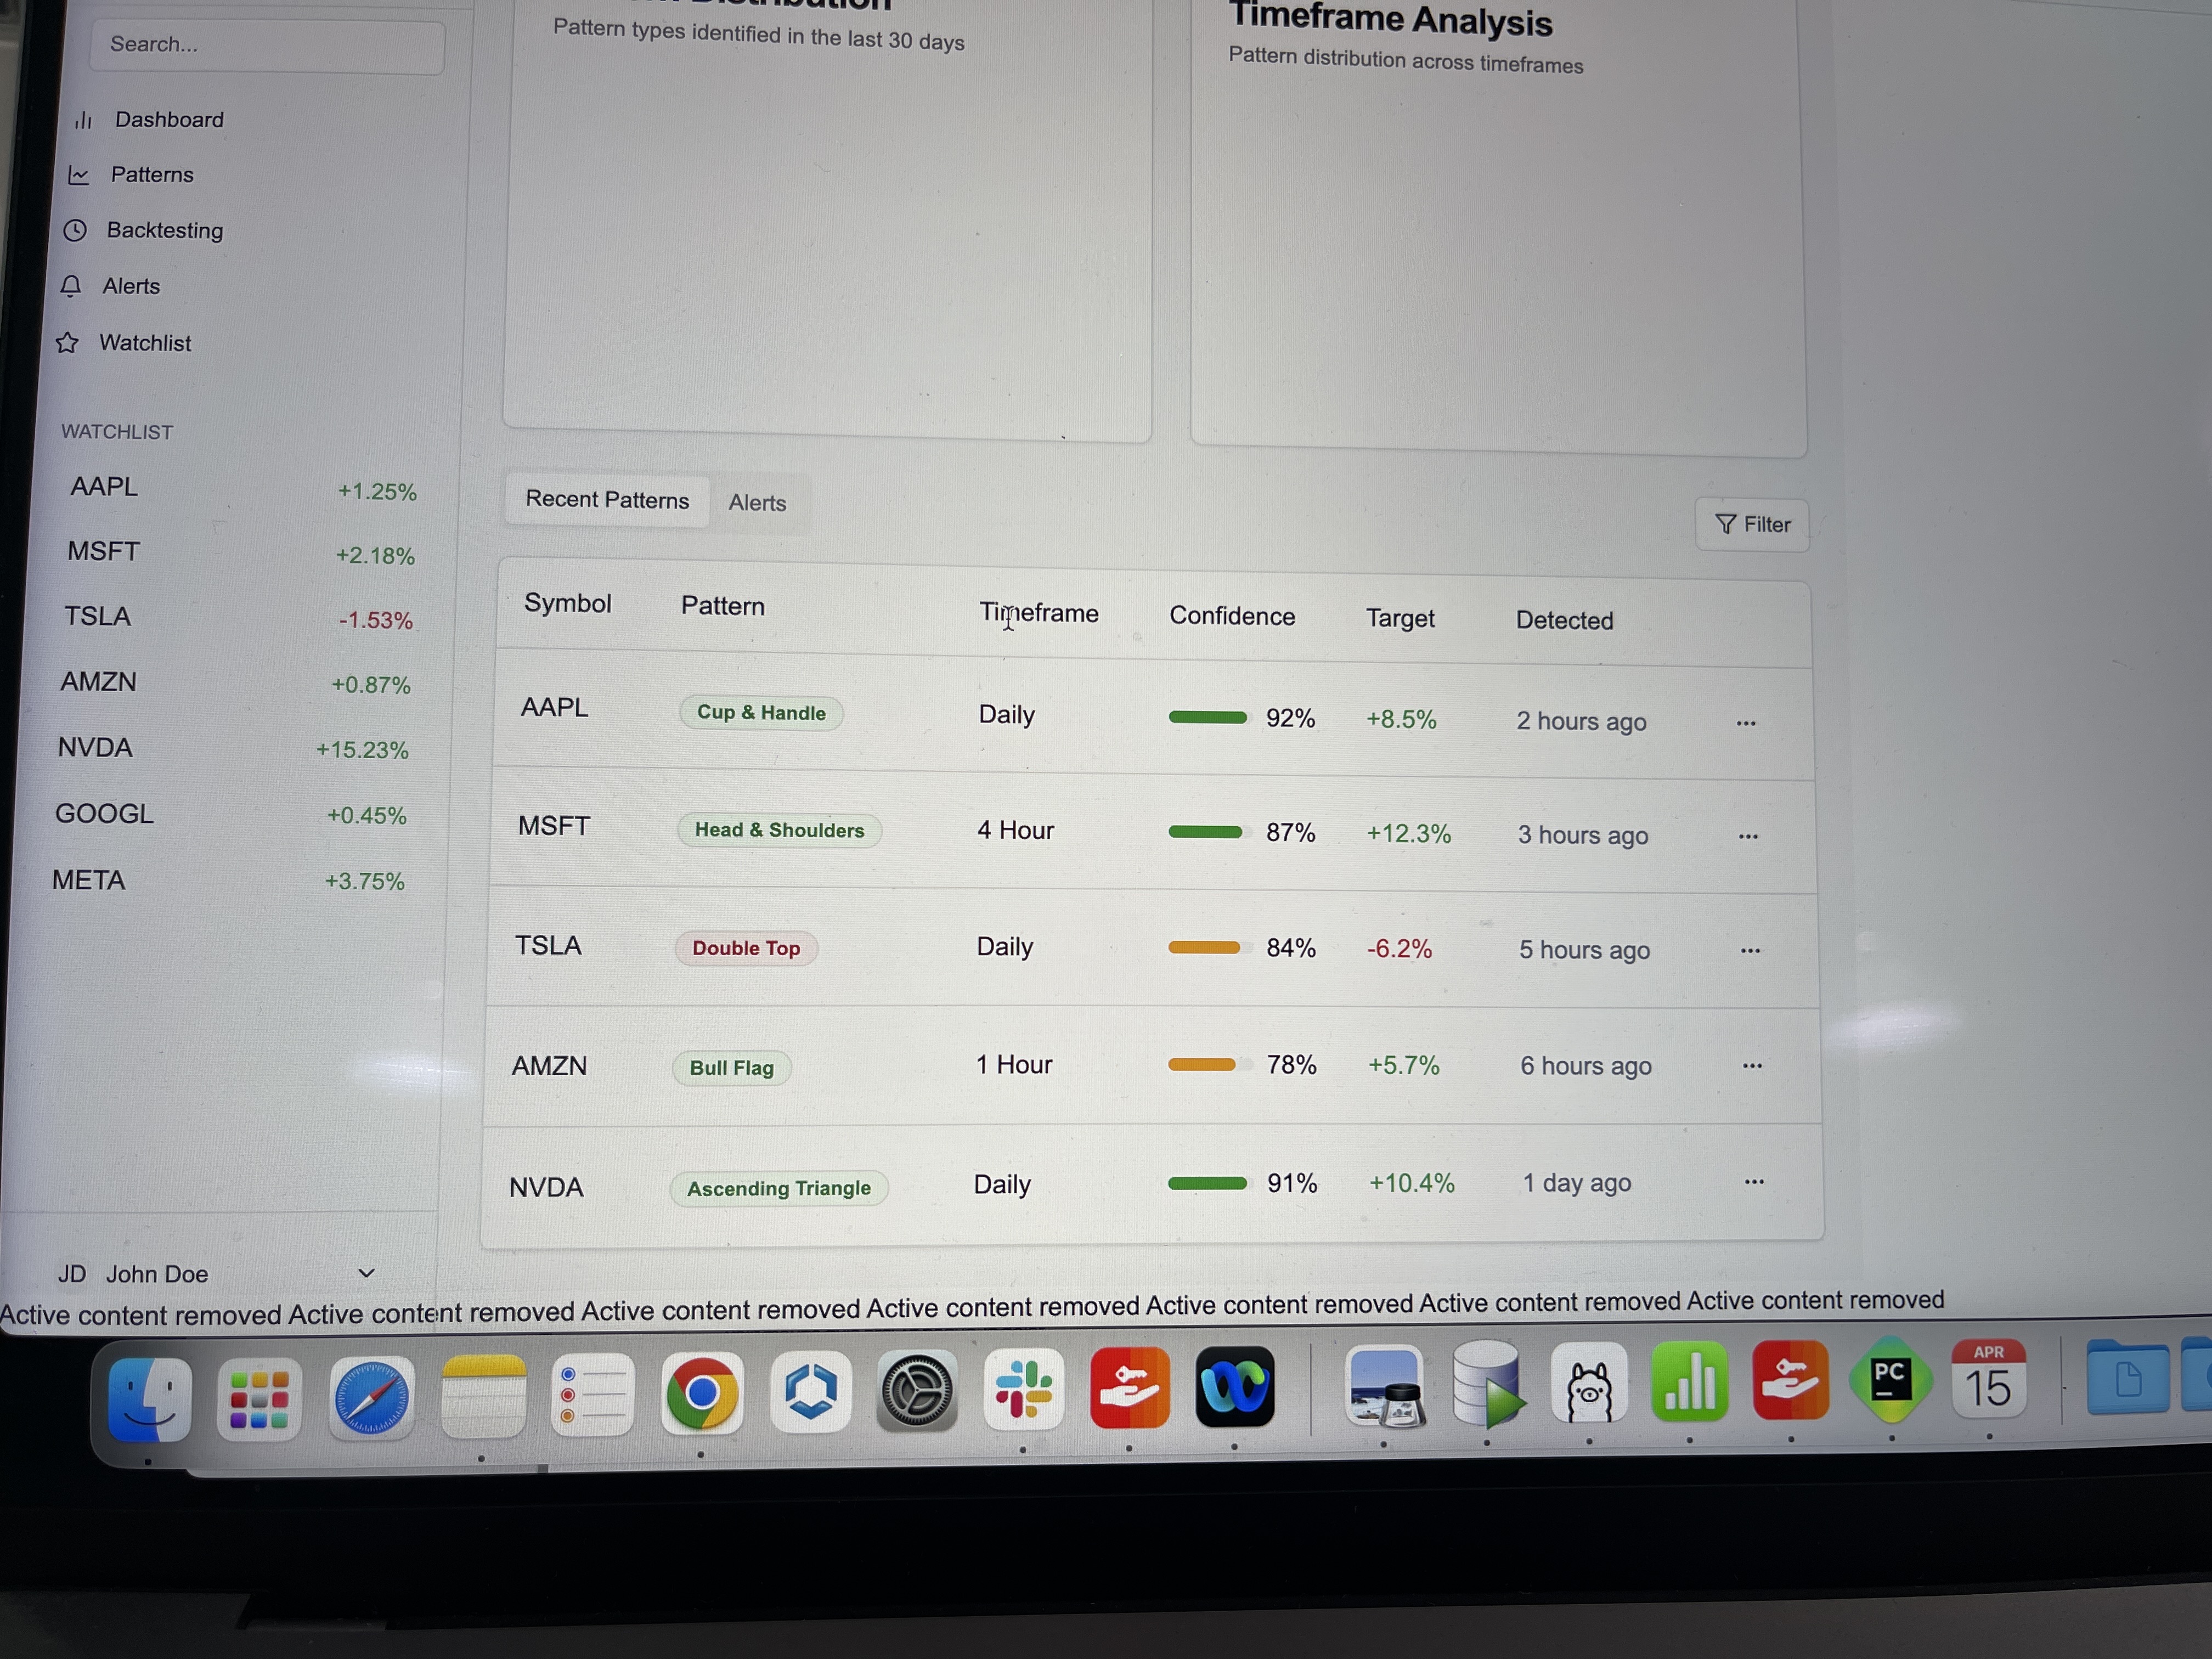 Search...
Dashboard
Patterns
Backtesting
Alerts
Watchlist
WATCHLIST
AAPL +1.25%
MSFT +2.18%
TSLA -1.53%
AMZN +0.87%
NVDA +15.23%
GOOGL +0.45%
META +3.75%
JD John Doe
Pattern types identified in the last 30 days
Timeframe Analysis
Pattern distribution across timeframes
Recent Patterns Alerts
Filter
Symbol Pattern Timeframe Confidence Target Detected
AAPL Cup & Handle Daily 92% +8.5% 2 hours ago ...
MSFT Head & Shoulders 4 Hour 87% +12.3% 3 hours ago ...
TSLA Double Top Daily 84% -6.2% 5 hours ago ...
AMZN Bull Flag 1 Hour 78% +5.7% 6 hours ago ...
NVDA Ascending Triangle Daily 91% +10.4% 1 day ago ...
Active content removed Active content removed Active content removed Active content removed Active content removed Active content removed Active content removed
PC
APR
15